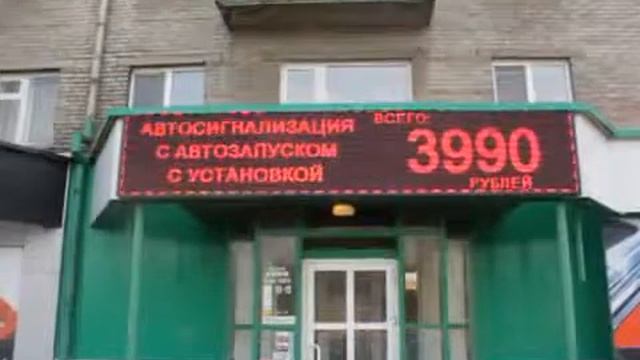 АВТОСИГНАЛИЗАЦИЯ
С АВТОЗАПУСКОМ
С УСТАНОВКОЙ
ВСЕГО:
3990
РУБЛЕЙ